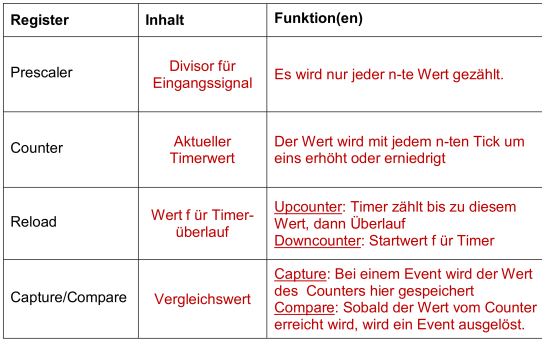 Register Inhalt Funktion(en)
Prescaler
Divisor für
Eingangssignal
Es wird nur jeder n-te Wert gezählt.
Counter
Aktueller
Timerwert
Der Wert wird mit jedem n-ten Tick um
eins erhöht oder erniedrigt
Reload
Wert f ür Timer-
überlauf
Upcounter: Timer zählt bis zu diesem
Wert, dann Überlauf
Downcounter: Startwert f ür Timer
Capture/Compare
Vergleichswert
Capture: Bei einem Event wird der Wert
des  Counters hier gespeichert
Compare: Sobald der Wert vom Counter
erreicht wird, wird ein Event ausgelöst.